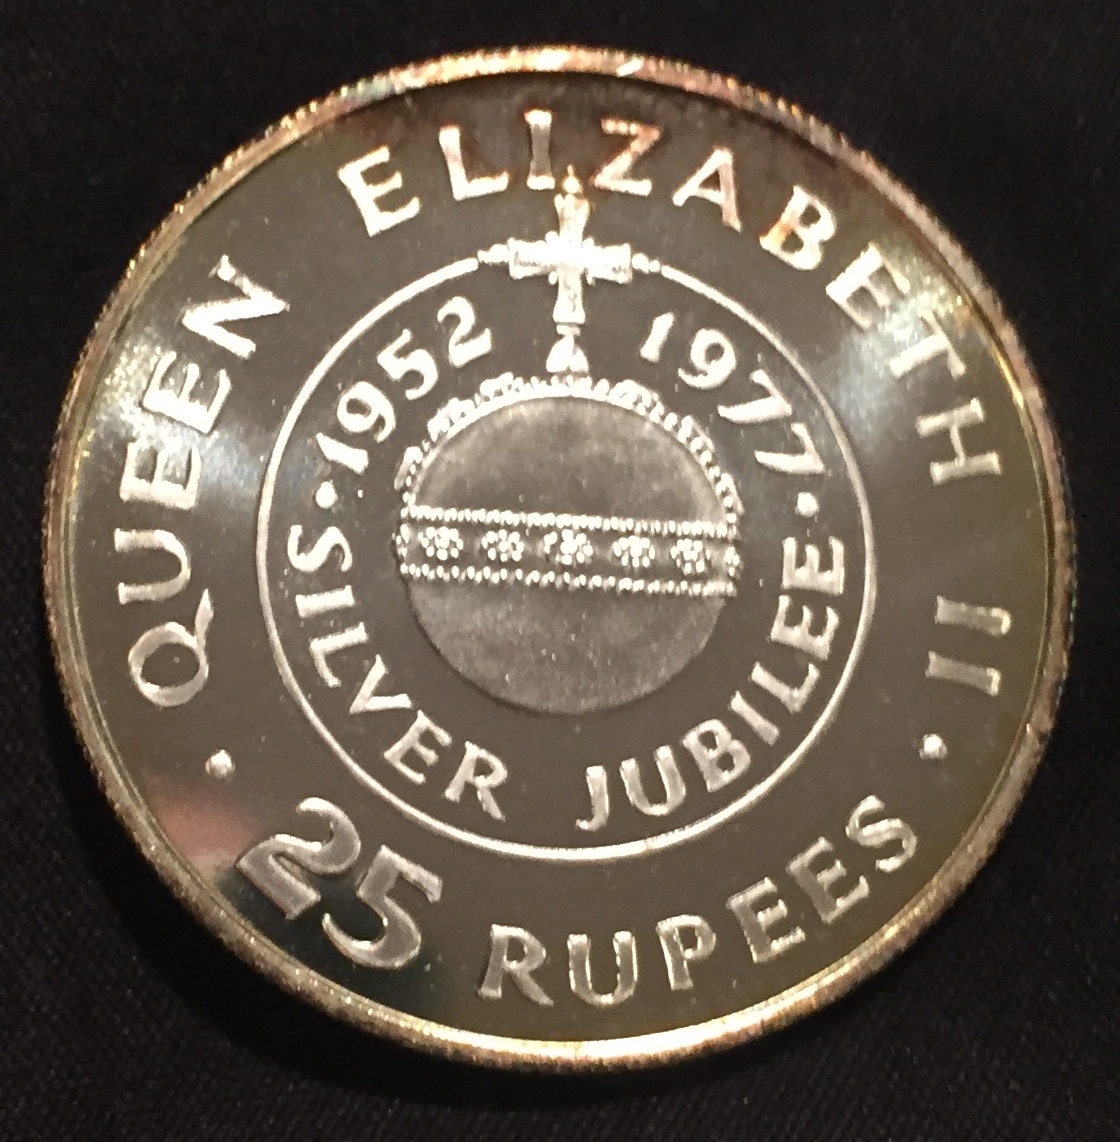 QUEEN ELIZABETH II
· 25 RUPEES ·
1952 1977
· SILVER JUBILEE ·